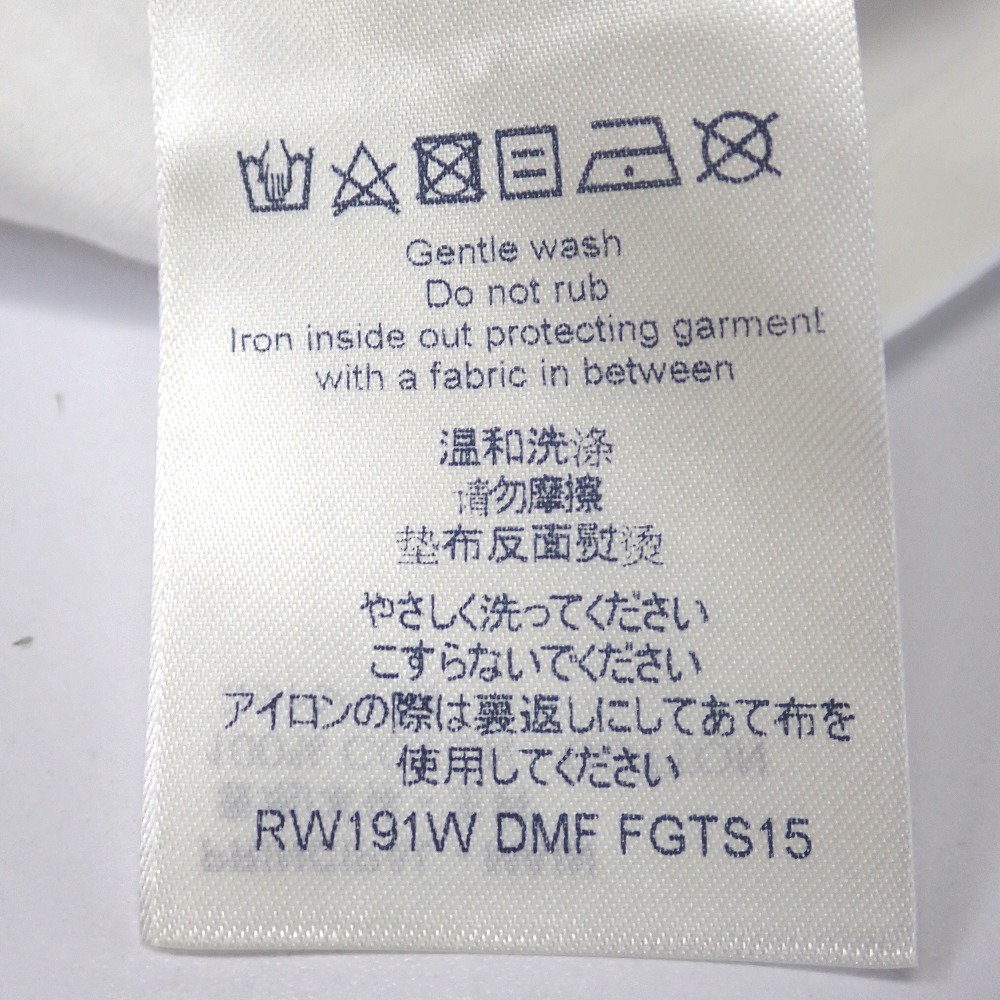 Gentle wash
Do not rub
Iron inside out protecting garment
with a fabric in between
温和洗涤
请勿摩擦
垫布反面熨烫
やさしく洗ってください
こすらないでください
アイロンの際は裏返しにしてあて布を
使用してください
RW191W DMF FGTS15